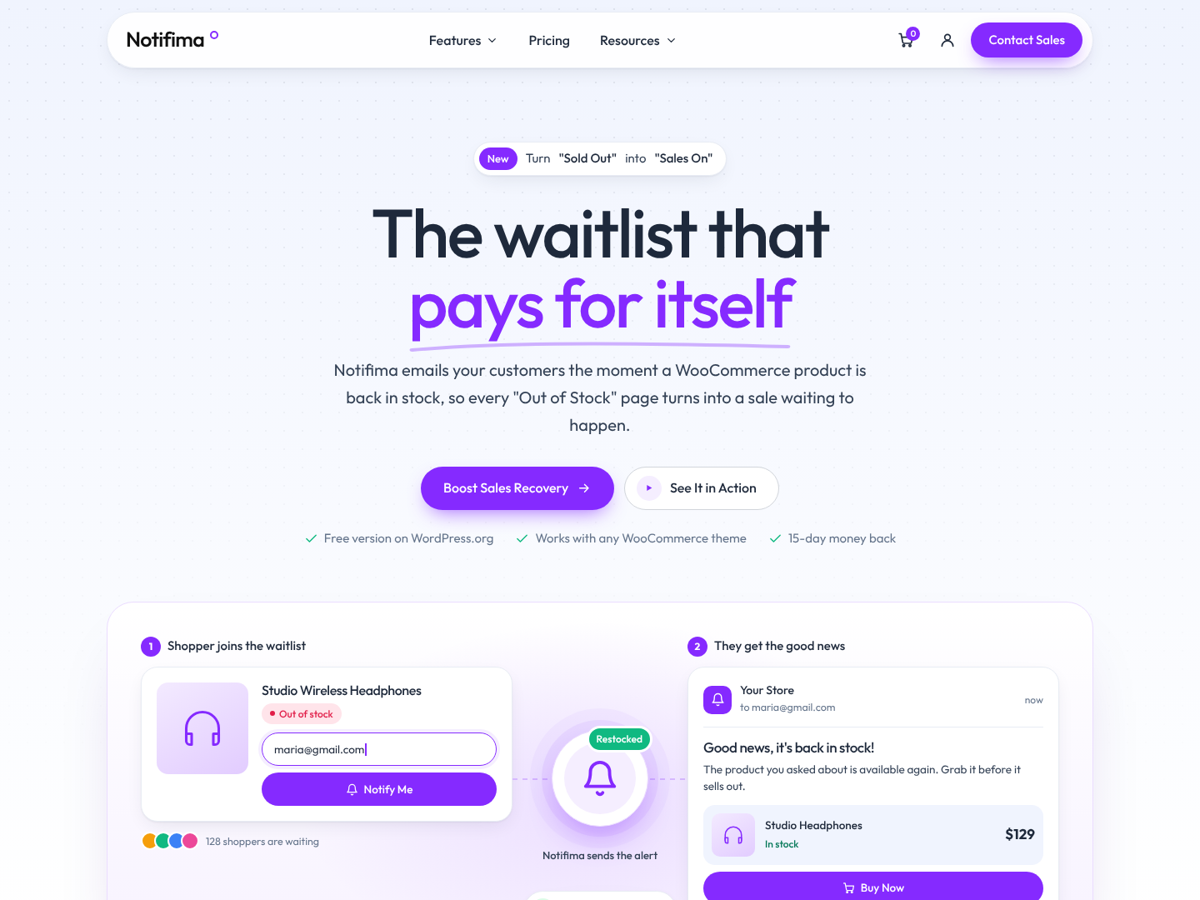 Notifima
Features
Pricing
Resources
0
Contact Sales
New Turn "Sold Out" into "Sales On"
The waitlist that
pays for itself
Notifima emails your customers the moment a WooCommerce product is
back in stock, so every "Out of Stock" page turns into a sale waiting to
happen.
Boost Sales Recovery
See It in Action
Free version on WordPress.org
Works with any WooCommerce theme
15-day money back
1 Shopper joins the waitlist
Studio Wireless Headphones
Out of stock
maria@gmail.com
Notify Me
128 shoppers are waiting
Restocked
Notifima sends the alert
2 They get the good news
Your Store
to maria@gmail.com
now
Good news, it's back in stock!
The product you asked about is available again. Grab it before it
sells out.
Studio Headphones
In stock
$129
Buy Now